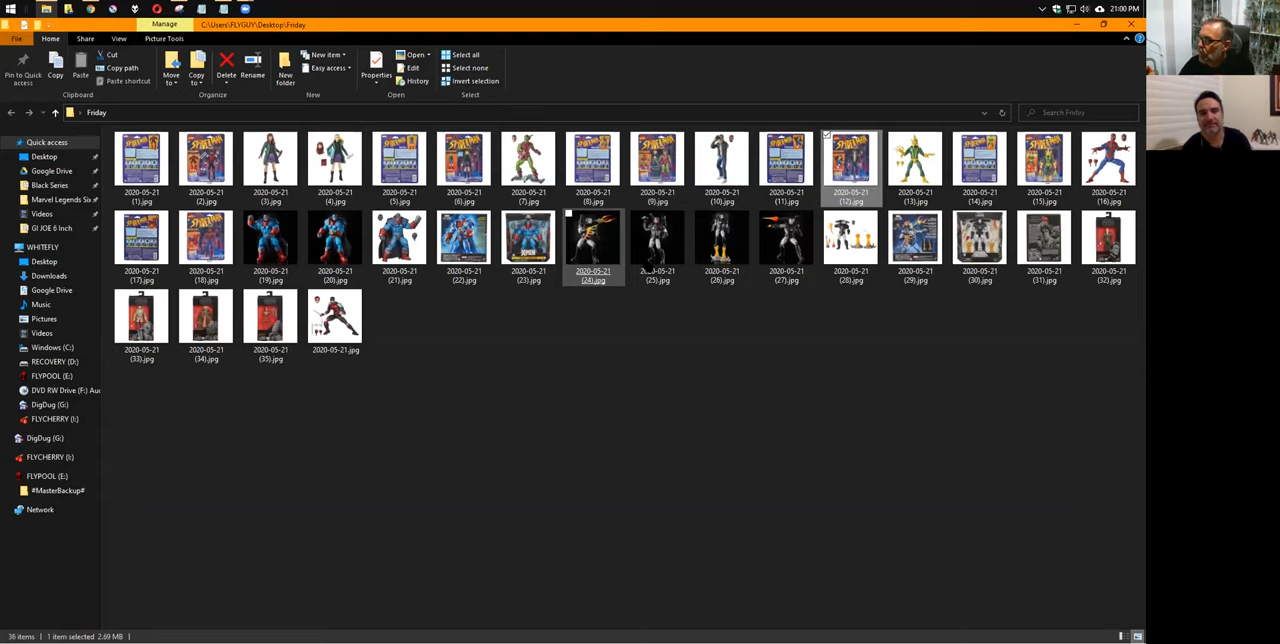 21:00 PM
Manage
C:\Users\FLYGUY\Desktop\Friday
File
Home
Share
View
Picture Tools
Pin to Quick access
Copy
Paste
Cut
Copy path
Paste shortcut
Clipboard
Move to
Copy to
Delete
Rename
Organize
New folder
New item
Easy access
New
Properties
Open
Edit
History
Open
Select all
Select none
Invert selection
Select
Friday
Search Friday
Quick access
Desktop
Google Drive
Black Series
Marvel Legends Six
Videos
GI JOE 6 Inch
WHITEFLY
Desktop
Downloads
Google Drive
Music
Pictures
Videos
Windows (C:)
RECOVERY (D:)
FLYPOOL (E:)
DVD RW Drive (F:) Auc
DigDug (G:)
FLYCHERRY (I:)
DigDug (G:)
FLYCHERRY (I:)
FLYPOOL (E:)
#MasterBackup#
Network
2020-05-21 (1).jpg
2020-05-21 (2).jpg
2020-05-21 (3).jpg
2020-05-21 (4).jpg
2020-05-21 (5).jpg
2020-05-21 (6).jpg
2020-05-21 (7).jpg
2020-05-21 (8).jpg
2020-05-21 (9).jpg
2020-05-21 (10).jpg
2020-05-21 (11).jpg
2020-05-21 (12).jpg
2020-05-21 (13).jpg
2020-05-21 (14).jpg
2020-05-21 (15).jpg
2020-05-21 (16).jpg
2020-05-21 (17).jpg
2020-05-21 (18).jpg
2020-05-21 (19).jpg
2020-05-21 (20).jpg
2020-05-21 (21).jpg
2020-05-21 (22).jpg
2020-05-21 (23).jpg
2020-05-21 (24).jpg
2020-05-21 (25).jpg
2020-05-21 (26).jpg
2020-05-21 (27).jpg
2020-05-21 (28).jpg
2020-05-21 (29).jpg
2020-05-21 (30).jpg
2020-05-21 (31).jpg
2020-05-21 (32).jpg
2020-05-21 (33).jpg
2020-05-21 (34).jpg
2020-05-21 (35).jpg
2020-05-21.jpg
36 items
1 item selected 2.69 MB